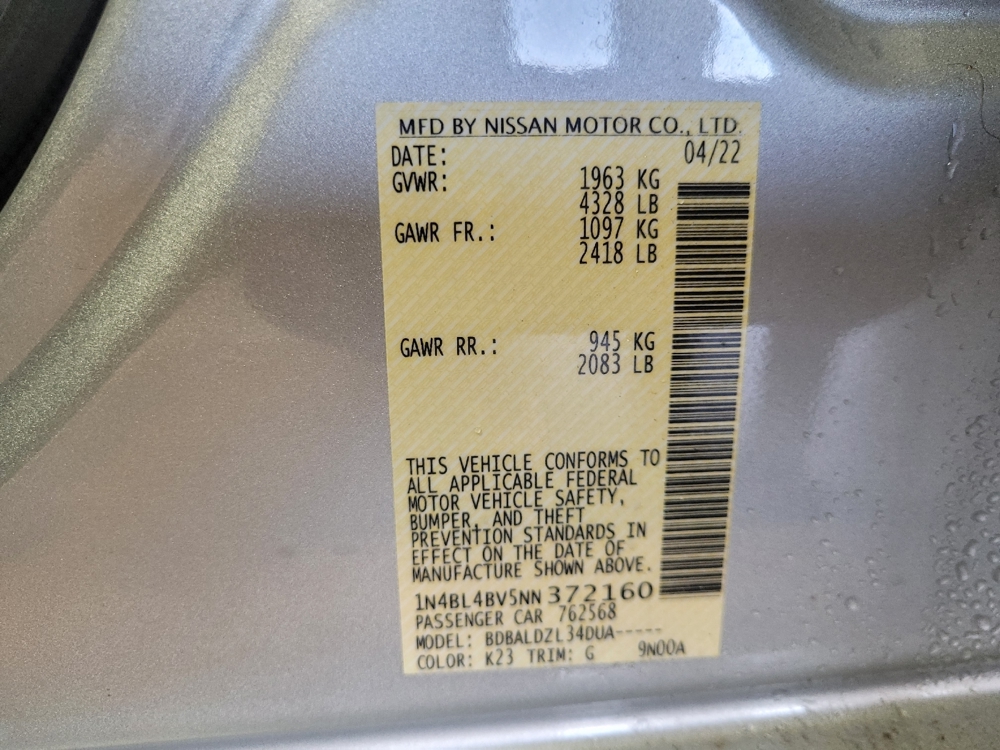 MFD BY NISSAN MOTOR CO., LTD.
DATE: 04/22
GVWR: 1963 KG
4328 LB
GAWR FR.: 1097 KG
2418 LB
GAWR RR.: 945 KG
2083 LB
THIS VEHICLE CONFORMS TO
ALL APPLICABLE FEDERAL
MOTOR VEHICLE SAFETY,
BUMPER, AND THEFT
PREVENTION STANDARDS IN
EFFECT ON THE DATE OF
MANUFACTURE SHOWN ABOVE.
1N4BL4BV5NN372160
PASSENGER CAR 762568
MODEL: BDBALDZL34DUA-----
COLOR: K23 TRIM: G 9N00A